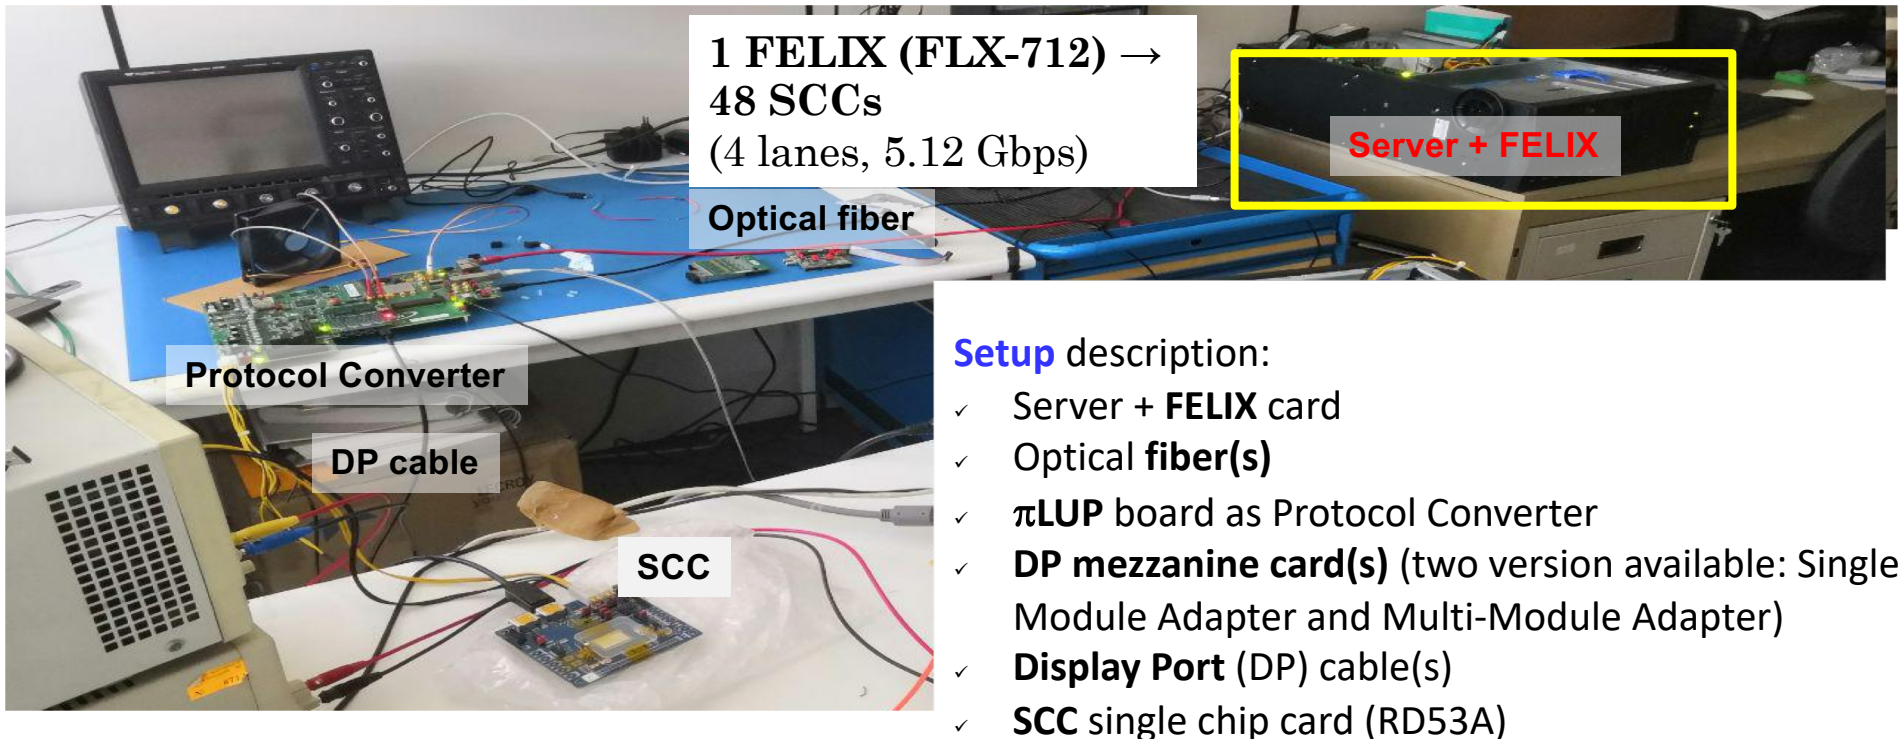 1 FELIX (FLX-712) →
48 SCCs
(4 lanes, 5.12 Gbps)
Server + FELIX
Optical fiber
Protocol Converter
DP cable
SCC
Setup description:
✓ Server + FELIX card
✓ Optical fiber(s)
✓ πLUP board as Protocol Converter
✓ DP mezzanine card(s) (two version available: Single
Module Adapter and Multi-Module Adapter)
✓ Display Port (DP) cable(s)
✓ SCC single chip card (RD53A)
LECROY